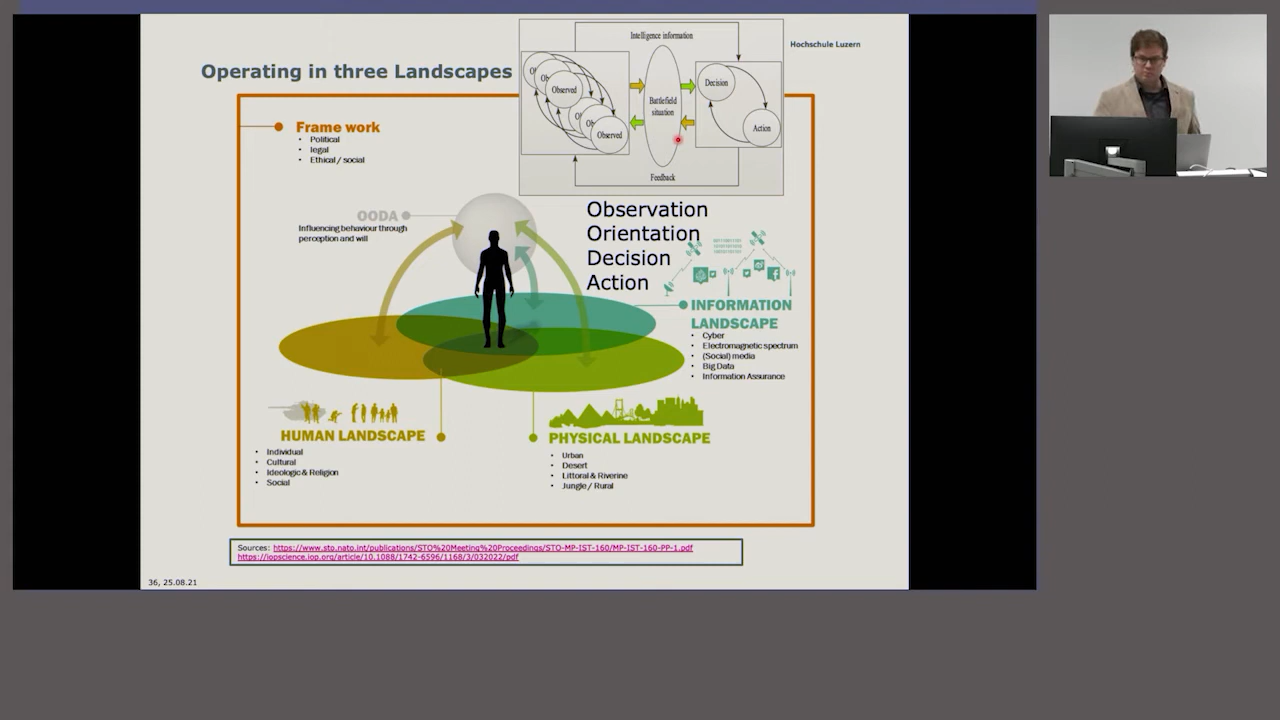 Operating in three Landscapes
Hochschule Luzern
Intelligence information
Observed
Observed
Battlefield
situation
Decision
Action
Feedback
Frame work
• Political
• legal
• Ethical / social
OODA
Influencing behaviour through
perception and will
Observation
Orientation
Decision
Action
INFORMATION
LANDSCAPE
• Cyber
• Electromagnetic spectrum
• (Social) media
• Big Data
• Information Assurance
HUMAN LANDSCAPE
• Individual
• Cultural
• Ideologic & Religion
• Social
PHYSICAL LANDSCAPE
• Urban
• Desert
• Littoral & Riverine
• Jungle / Rural
Sources: https://www.sto.nato.int/publications/STO%20Meeting%20Proceedings/STO-MP-IST-160/MP-IST-160-PP-1.pdf
https://iopscience.iop.org/article/10.1088/1742-6596/1168/3/032022/pdf
36, 25.08.21